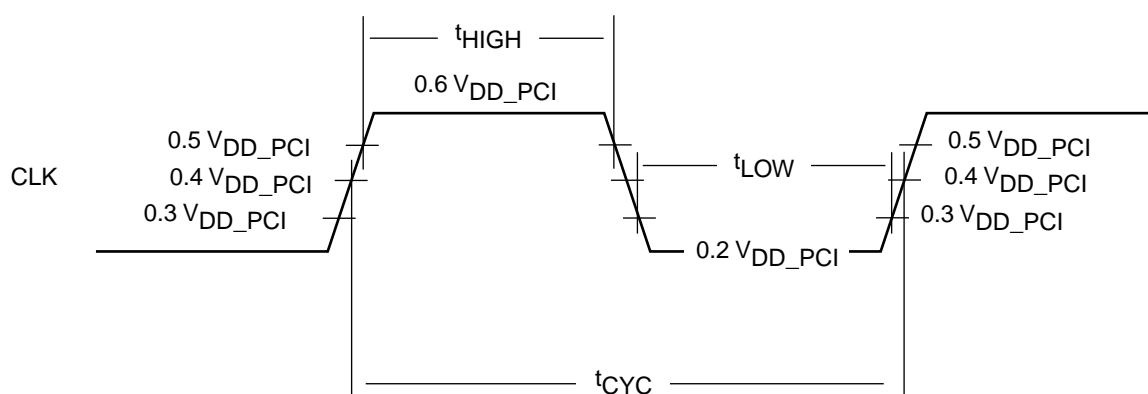 tHIGH
0.6 VDD_PCI
0.5 VDD_PCI
0.5 VDD_PCI
tLOW
CLK
0.4 VDD_PCI
0.4 VDD_PCI
0.3 VDD_PCI
0.3 VDD_PCI
0.2 VDD_PCI
tCYC